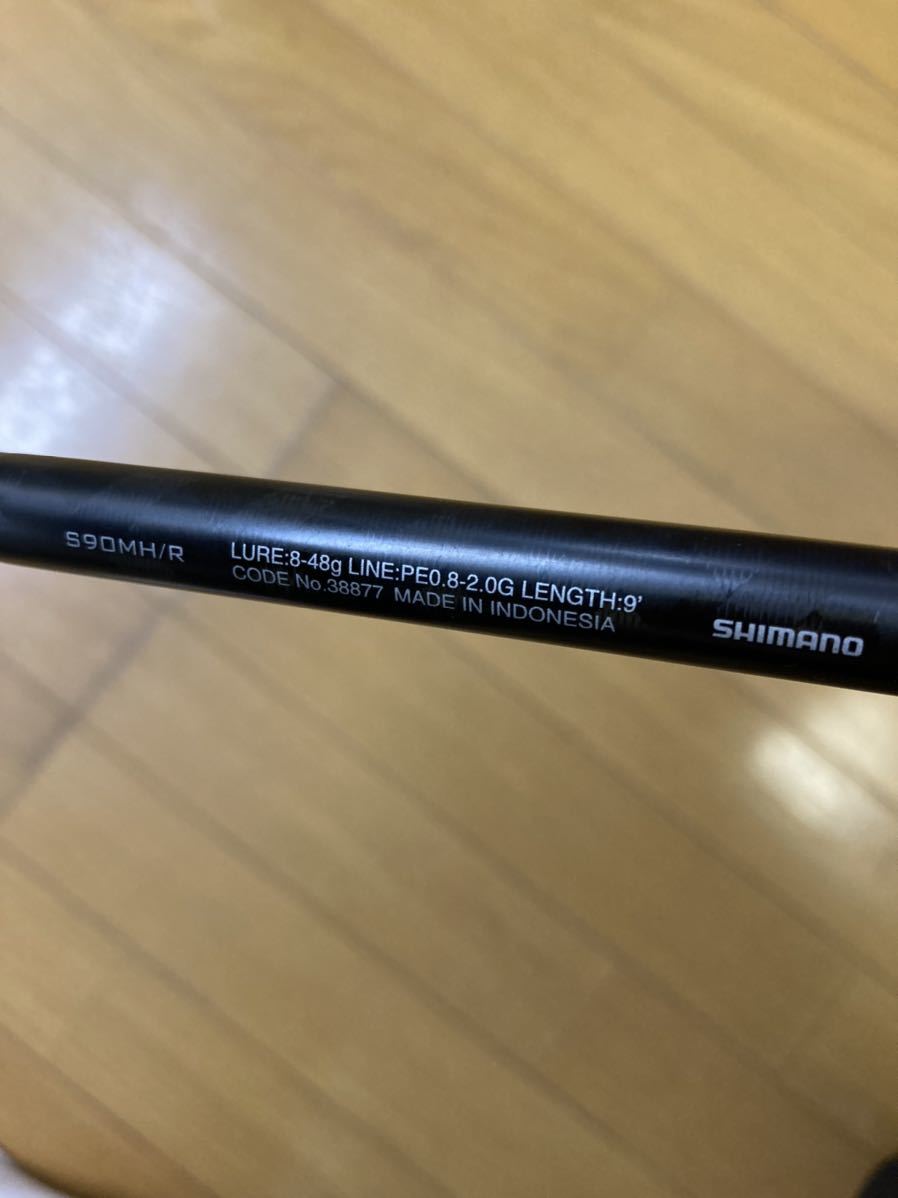 S90MH/R
LURE:8-48g LINE:PE0.8-2.0G LENGTH:9'
CODE No.38877 MADE IN INDONESIA
SHIMANO